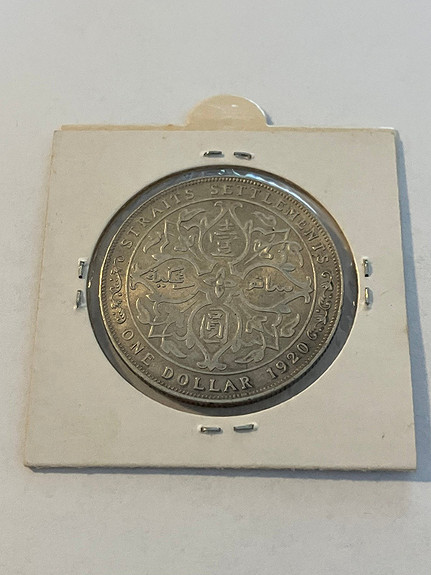 STRAITS SETTLEMENTS
壹
圓
ONE DOLLAR 1920